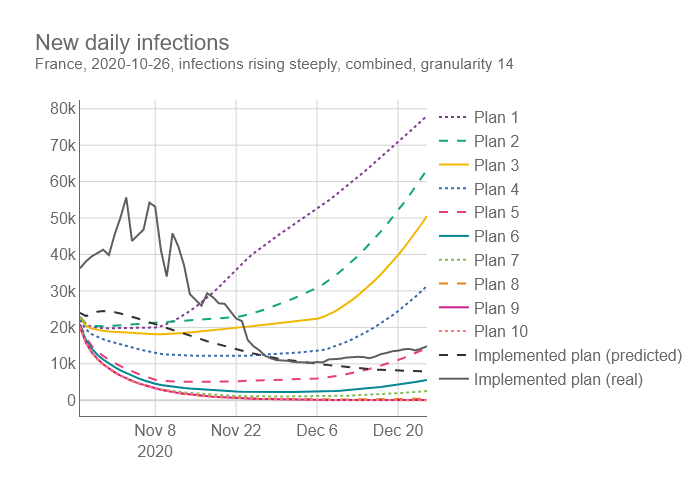 New daily infections
France, 2020-10-26, infections rising steeply, combined, granularity 14
80k
70k
60k
50k
40k
30k
20k
10k
0
Nov 8
2020
Nov 22
Dec 6
Dec 20
Plan 1
Plan 2
Plan 3
Plan 4
Plan 5
Plan 6
Plan 7
Plan 8
Plan 9
Plan 10
Implemented plan (predicted)
Implemented plan (real)